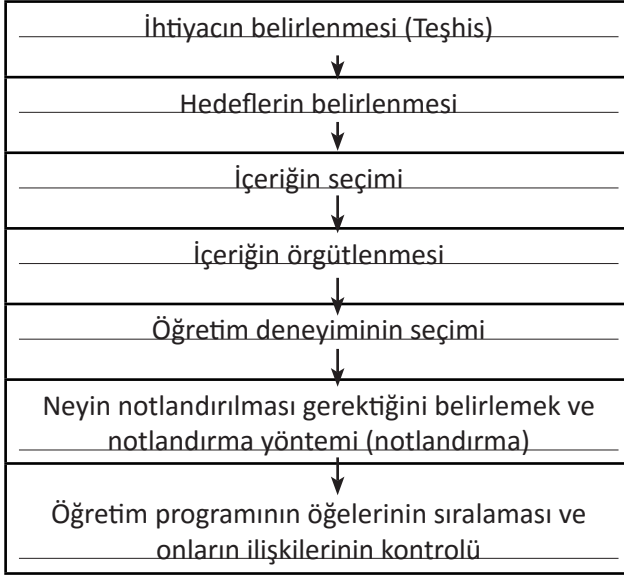 İhtiyacın belirlenmesi (Teşhis)
Hedeflerin belirlenmesi
İçeriğin seçimi
İçeriğin örgütlenmesi
Öğretim deneyiminin seçimi
Neyin notlandırılması gerektiğini belirlemek ve
notlandırma yöntemi (notlandırma)
Öğretim programının öğelerinin sıralaması ve
onların ilişkilerinin kontrolü